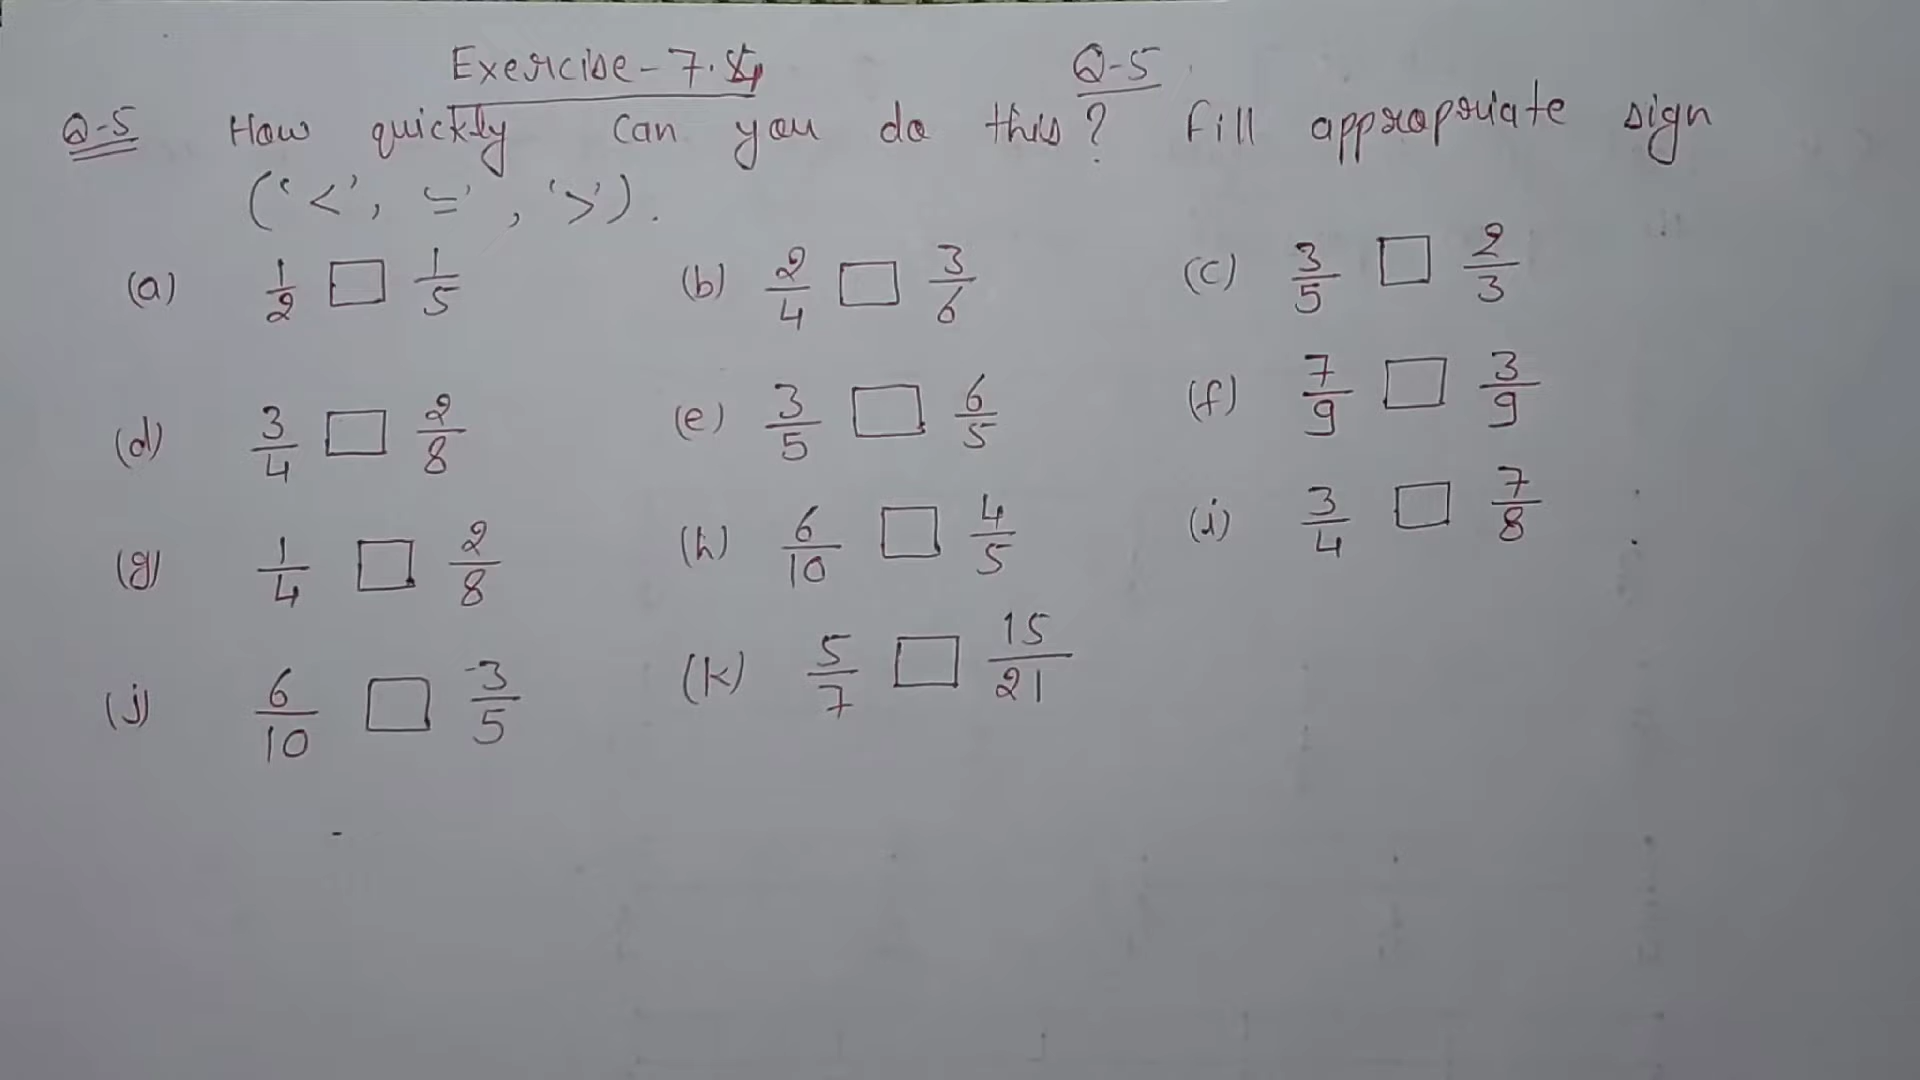 Exercise-7.4 Q-5
Q-5 How quickly can you do this? Fill appropriate sign
('<', '=', '>').
(a) 1/2 □ 1/5 (b) 2/4 □ 3/6 (c) 3/5 □ 2/3
(d) 3/4 □ 2/8 (e) 3/5 □ 6/5 (f) 7/9 □ 3/9
(g) 1/4 □ 2/8 (h) 6/10 □ 4/5 (i) 3/4 □ 7/8
(j) 6/10 □ 3/5 (k) 5/7 □ 15/21